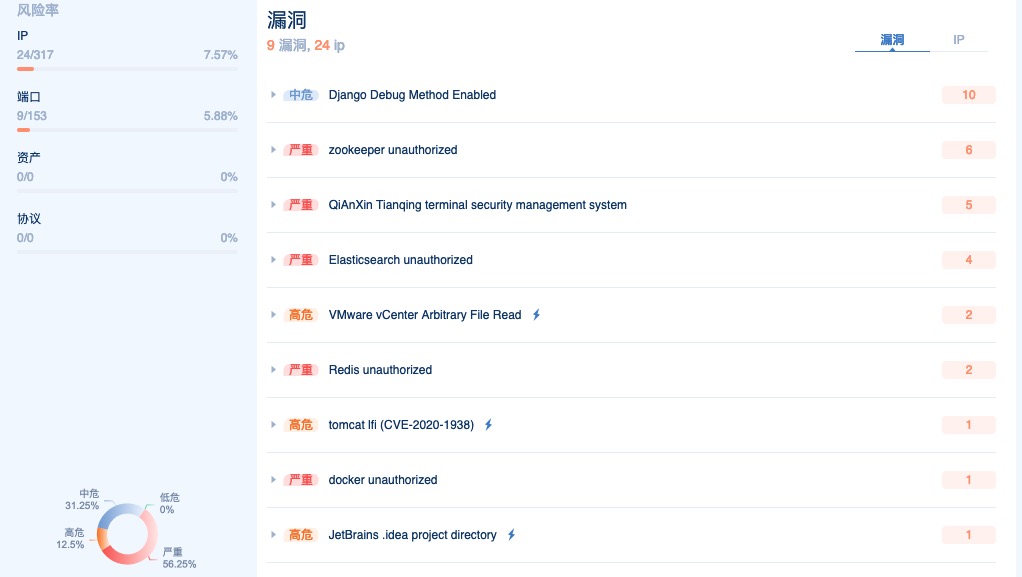 风险率
IP
24/317 7.57%
端口
9/153 5.88%
资产
0/0 0%
协议
0/0 0%
中危
31.25%
低危
0%
高危
12.5%
严重
56.25%
漏洞
9 漏洞, 24 ip
漏洞 IP
中危 Django Debug Method Enabled 10
严重 zookeeper unauthorized 6
严重 QiAnXin Tianqing terminal security management system 5
严重 Elasticsearch unauthorized 4
高危 VMware vCenter Arbitrary File Read 2
严重 Redis unauthorized 2
高危 tomcat lfi (CVE-2020-1938) 1
严重 docker unauthorized 1
高危 JetBrains .idea project directory 1